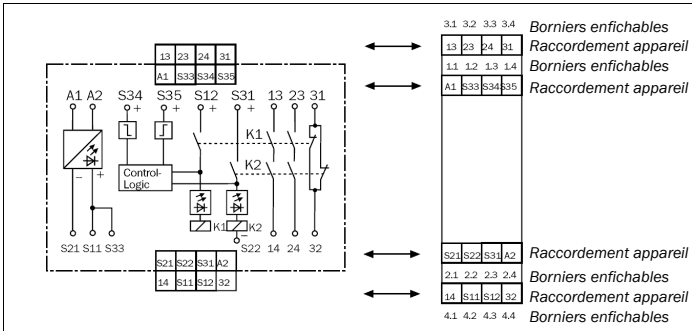 13 23 24 31
A1 S33 S34 S35
A1 A2 S34 S35 S12 S31 13 23 31
+ + + +
K1
K2
Control-
Logic
− +
K1 K2
−
S21 S11 S33 S22 14 24 32
S21 S22 S31 A2
14 S11 S12 32
3.1 3.2 3.3 3.4 Borniers enfichables
13 23 24 31 Raccordement appareil
1.1 1.2 1.3 1.4 Borniers enfichables
A1 S33 S34 S35 Raccordement appareil
S21 S22 S31 A2 Raccordement appareil
2.1 2.2 2.3 2.4 Borniers enfichables
14 S11 S12 32 Raccordement appareil
4.1 4.2 4.3 4.4 Borniers enfichables